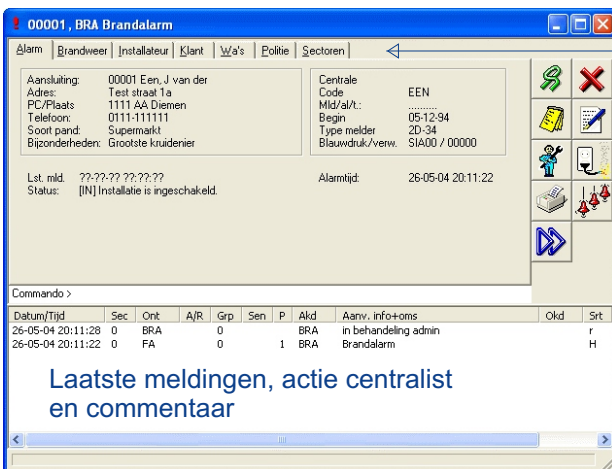 00001 , BRA Brandalarm
Alarm Brandweer Installateur Klant Wa's Politie Sectoren
Aansluiting: 00001 Een, J van der
Adres: Test straat 1a
PC/Plaats 1111 AA Diemen
Telefoon: 0111-111111
Soort pand: Supermarkt
Bijzonderheden: Grootste kruidenier
Centrale
Code EEN
Mld/al/t.: ..........
Begin 05-12-94
Type melder 2D-34
Blauwdruk/verw. SIA00 / 00000
Lst. mld. ??-??-?? ??:??:??
Status: [IN] Installatie is ingeschakeld.
Alarmtijd: 26-05-04 20:11:22
Commando >
Datum/Tijd Sec Ont A/R Grp Sen P Akd Aanv. info+oms Okd Srt
26-05-04 20:11:28 0 BRA 0 BRA in behandeling admin r
26-05-04 20:11:22 0 FA 0 1 BRA Brandalarm H
Laatste meldingen, actie centralist
en commentaar